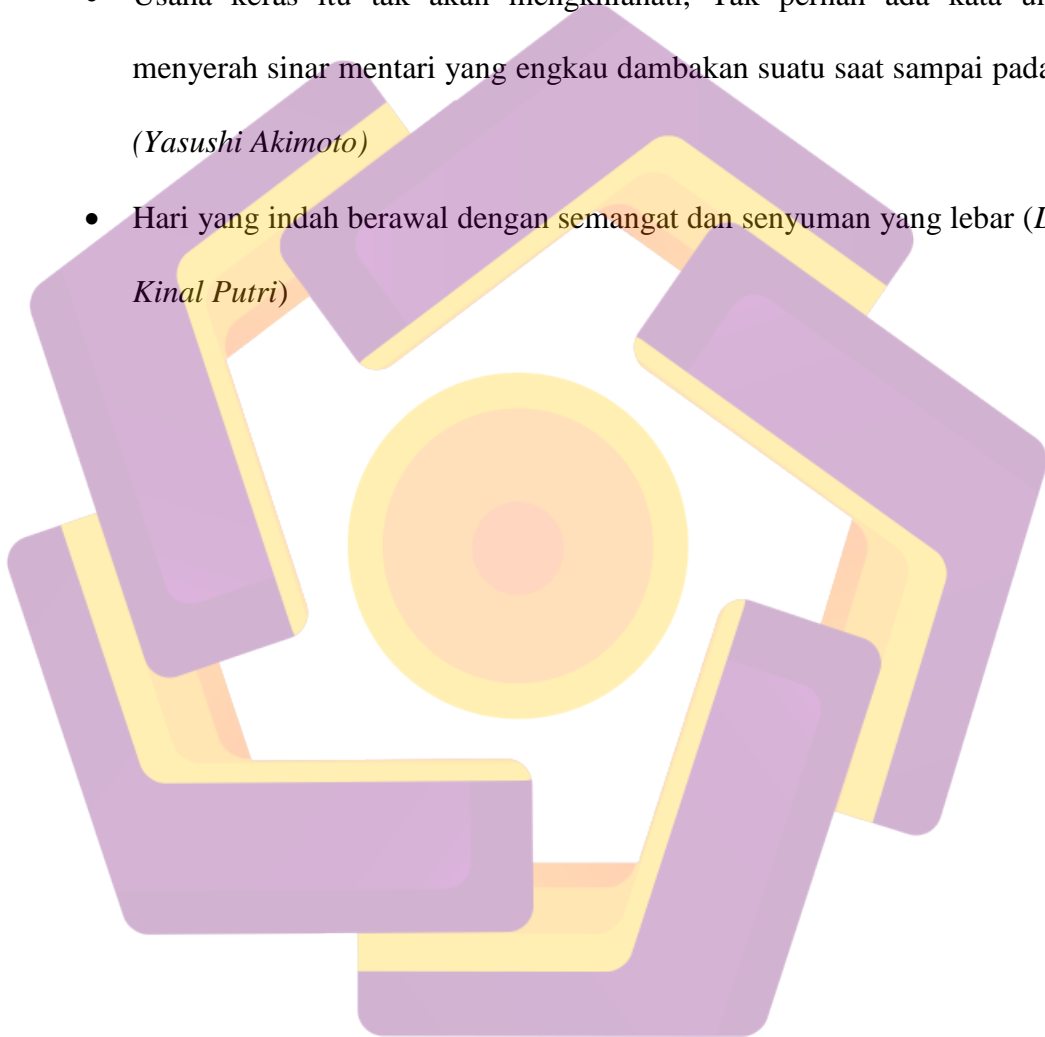 • Usaha keras itu tak akan mengkhianati, Tak pernah ada kata
menyerah sinar mentari yang engkau dambakan suatu saat sampai pada
(Yasushi Akimoto)
• Hari yang indah berawal dengan semangat dan senyuman yang lebar (
Kinal Putri)